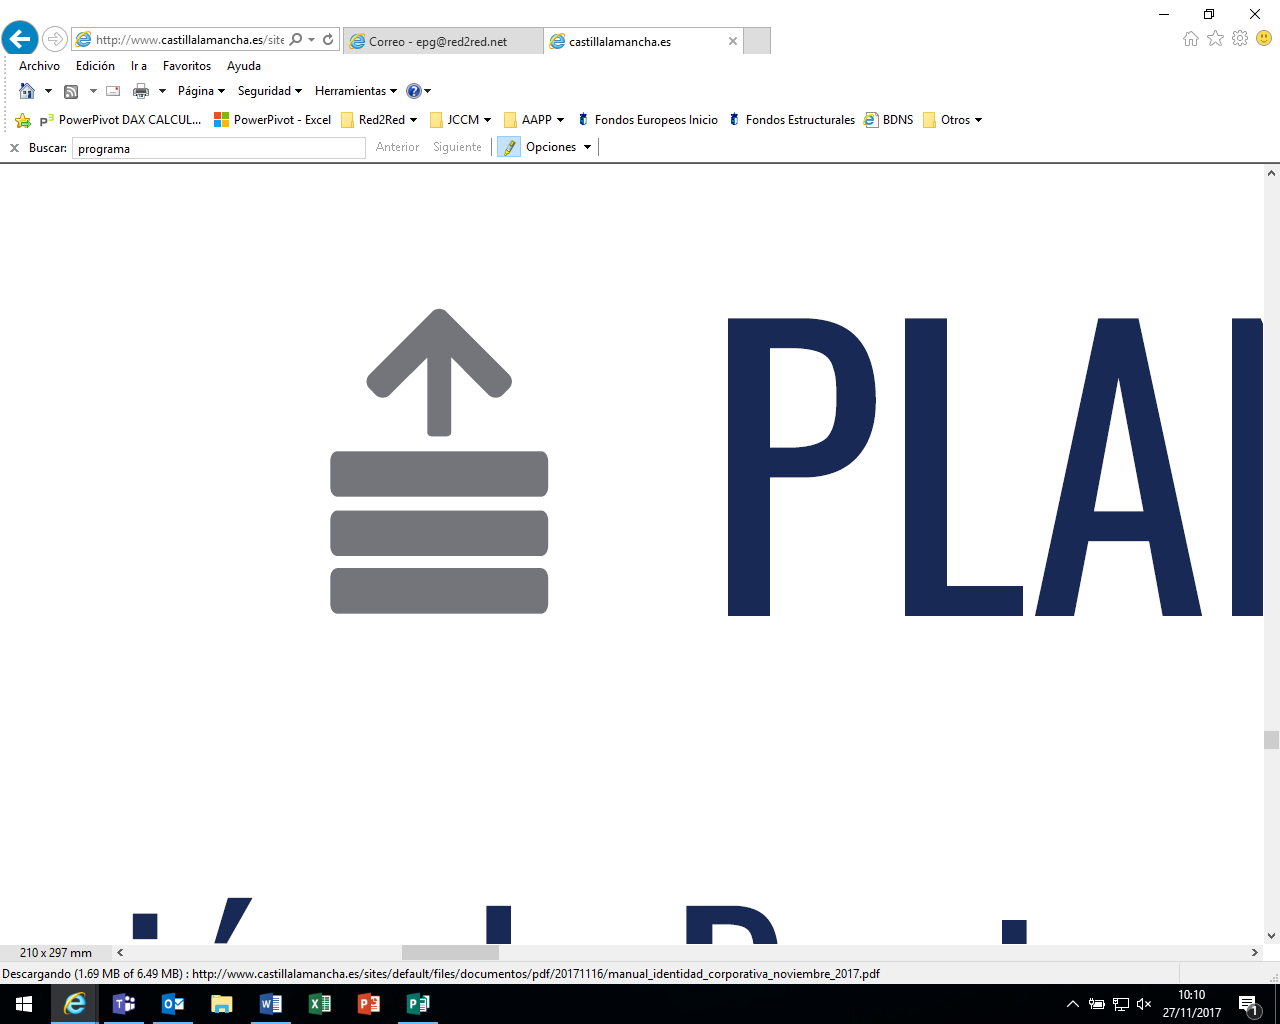 http://www.castillalamancha.es/site
Correo - epg@red2red.net
castillalamancha.es
Archivo Edición Ir a Favoritos Ayuda
Página Seguridad Herramientas
PowerPivot DAX CALCUL... PowerPivot - Excel Red2Red JCCM AAPP Fondos Europeos Inicio Fondos Estructurales BDNS Otros
Buscar: programa Anterior Siguiente Opciones
PLA
210 x 297 mm
Descargando (1.69 MB of 6.49 MB) : http://www.castillalamancha.es/sites/default/files/documentos/pdf/20171116/manual_identidad_corporativa_noviembre_2017.pdf
10:10
27/11/2017
1